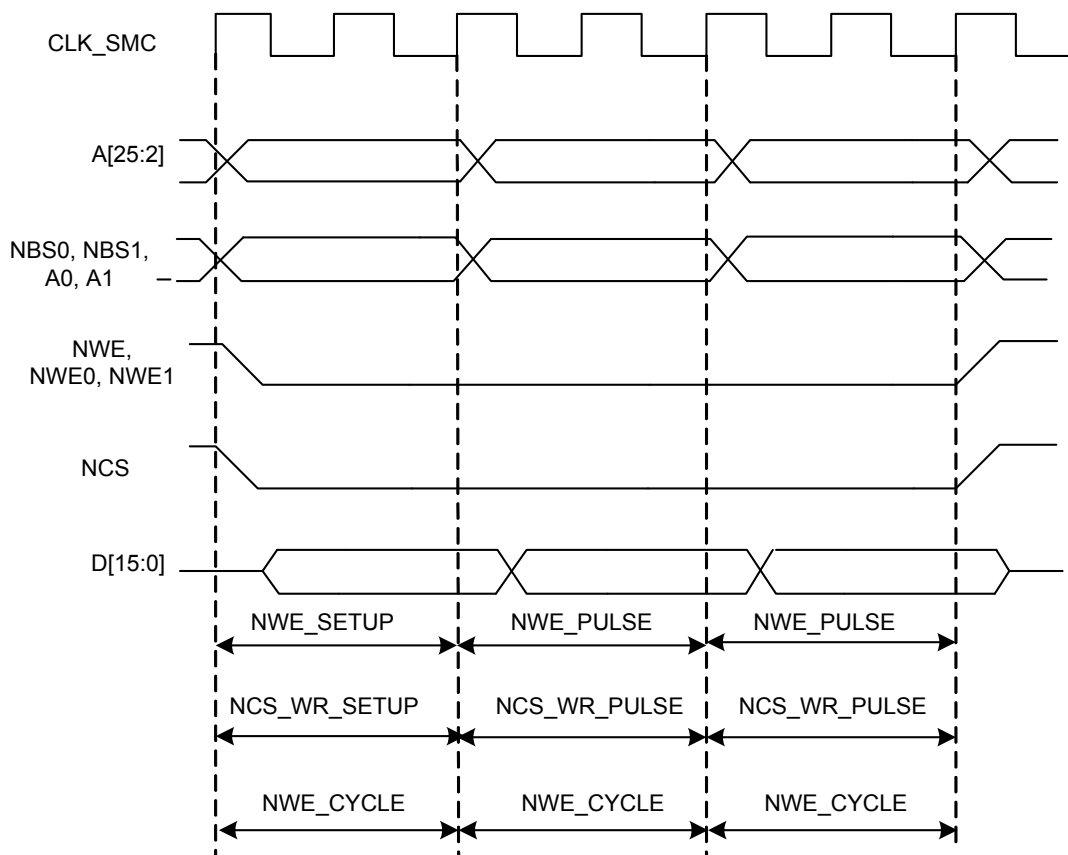 CLK_SMC
A[25:2]
NBS0, NBS1,
A0, A1
NWE,
NWE0, NWE1
NCS
D[15:0]
NWE_SETUP NWE_PULSE NWE_PULSE
NCS_WR_SETUP NCS_WR_PULSE NCS_WR_PULSE
NWE_CYCLE NWE_CYCLE NWE_CYCLE